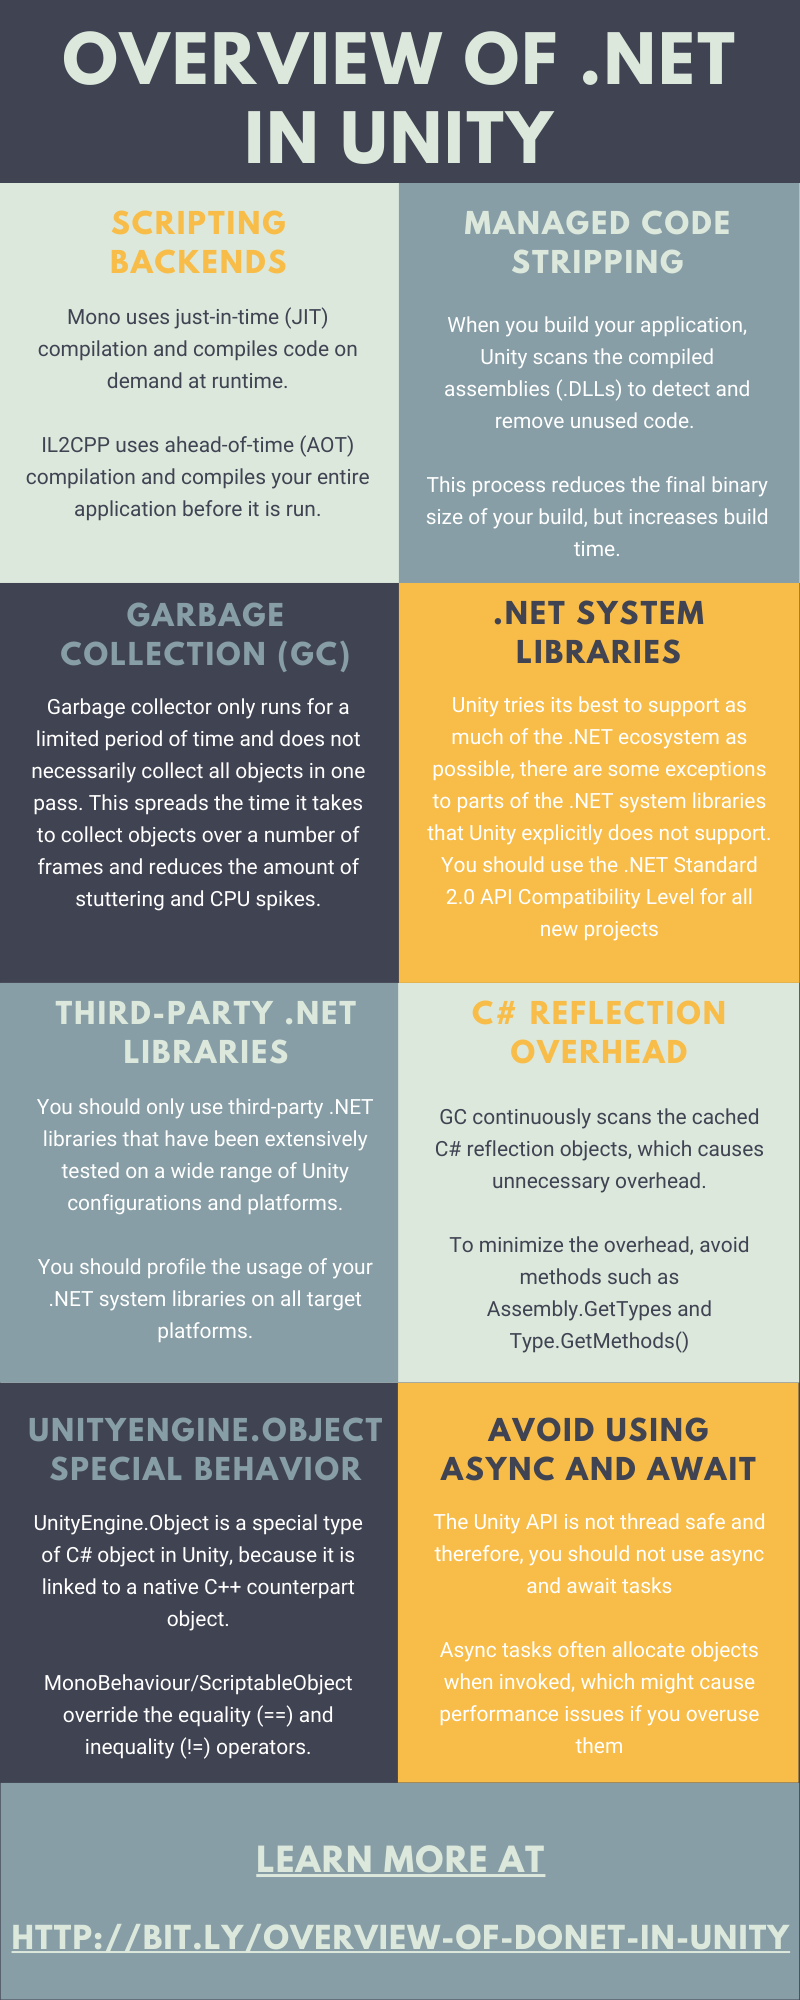 OVERVIEW OF .NET
IN UNITY
SCRIPTING
BACKENDS
Mono uses just-in-time (JIT)
compilation and compiles code on
demand at runtime.
IL2CPP uses ahead-of-time (AOT)
compilation and compiles your entire
application before it is run.
MANAGED CODE
STRIPPING
When you build your application,
Unity scans the compiled
assemblies (.DLLs) to detect and
remove unused code.
This process reduces the final binary
size of your build, but increases build
time.
GARBAGE
COLLECTION (GC)
Garbage collector only runs for a
limited period of time and does not
necessarily collect all objects in one
pass. This spreads the time it takes
to collect objects over a number of
frames and reduces the amount of
stuttering and CPU spikes.
.NET SYSTEM
LIBRARIES
Unity tries its best to support as
much of the .NET ecosystem as
possible, there are some exceptions
to parts of the .NET system libraries
that Unity explicitly does not support.
You should use the .NET Standard
2.0 API Compatibility Level for all
new projects
THIRD-PARTY .NET
LIBRARIES
You should only use third-party .NET
libraries that have been extensively
tested on a wide range of Unity
configurations and platforms.
You should profile the usage of your
.NET system libraries on all target
platforms.
C# REFLECTION
OVERHEAD
GC continuously scans the cached
C# reflection objects, which causes
unnecessary overhead.
To minimize the overhead, avoid
methods such as
Assembly.GetTypes and
Type.GetMethods()
UNITYENGINE.OBJECT
SPECIAL BEHAVIOR
UnityEngine.Object is a special type
of C# object in Unity, because it is
linked to a native C++ counterpart
object.
MonoBehaviour/ScriptableObject
override the equality (==) and
inequality (!=) operators.
AVOID USING
ASYNC AND AWAIT
The Unity API is not thread safe and
therefore, you should not use async
and await tasks
Async tasks often allocate objects
when invoked, which might cause
performance issues if you overuse
them
LEARN MORE AT
HTTP://BIT.LY/OVERVIEW-OF-DONET-IN-UNITY